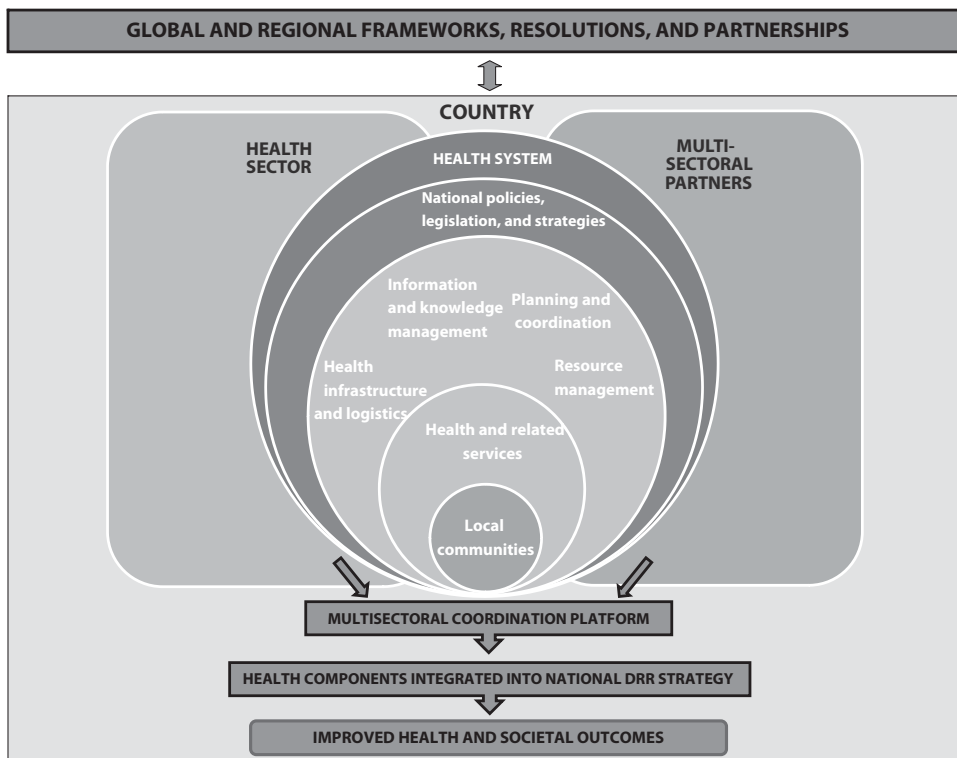 GLOBAL AND REGIONAL FRAMEWORKS, RESOLUTIONS, AND PARTNERSHIPS
COUNTRY
HEALTH
SECTOR
MULTI-
SECTORAL
PARTNERS
HEALTH SYSTEM
National policies,
legislation, and strategies
Information
and knowledge
management
Planning and
coordination
Health
infrastructure
and logistics
Resource
management
Health and related
services
Local
communities
MULTISECTORAL COORDINATION PLATFORM
HEALTH COMPONENTS INTEGRATED INTO NATIONAL DRR STRATEGY
IMPROVED HEALTH AND SOCIETAL OUTCOMES